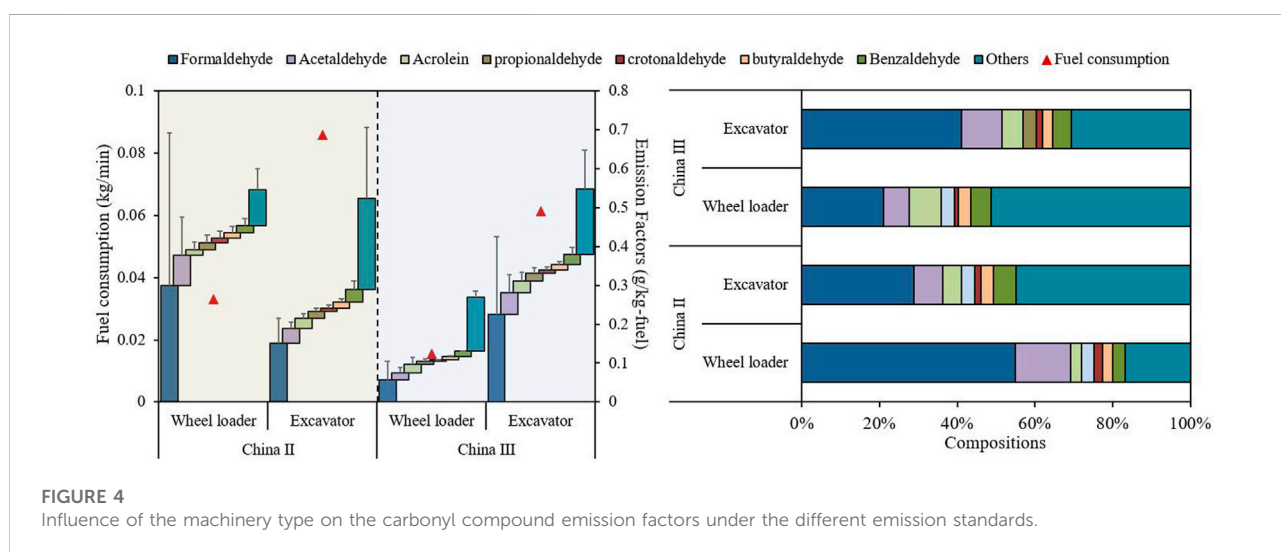 Formaldehyde Acetaldehyde Acrolein propionaldehyde crotonaldehyde butyraldehyde Benzaldehyde Others Fuel consumption
Fuel consumption (kg/min)
0.1
0.08
0.06
0.04
0.02
0
0.8
0.7
0.6
0.5
0.4
0.3
0.2
0.1
0
Emission Factors (g/kg-fuel)
Wheel loader Excavator Wheel loader Excavator
China II China III
China III
Excavator
Wheel loader
China II
Excavator
Wheel loader
0% 20% 40% 60% 80% 100%
Compositions
FIGURE 4
Influence of the machinery type on the carbonyl compound emission factors under the different emission standards.